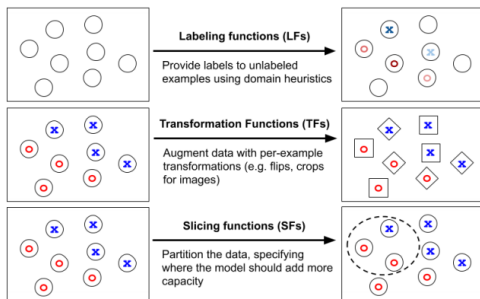 Labeling functions (LFs)
Provide labels to unlabeled
examples using domain heuristics
Transformation Functions (TFs)
Augment data with per-example
transformations (e.g. flips, crops
for images)
Slicing functions (SFs)
Partition the data, specifying
where the model should add more
capacity